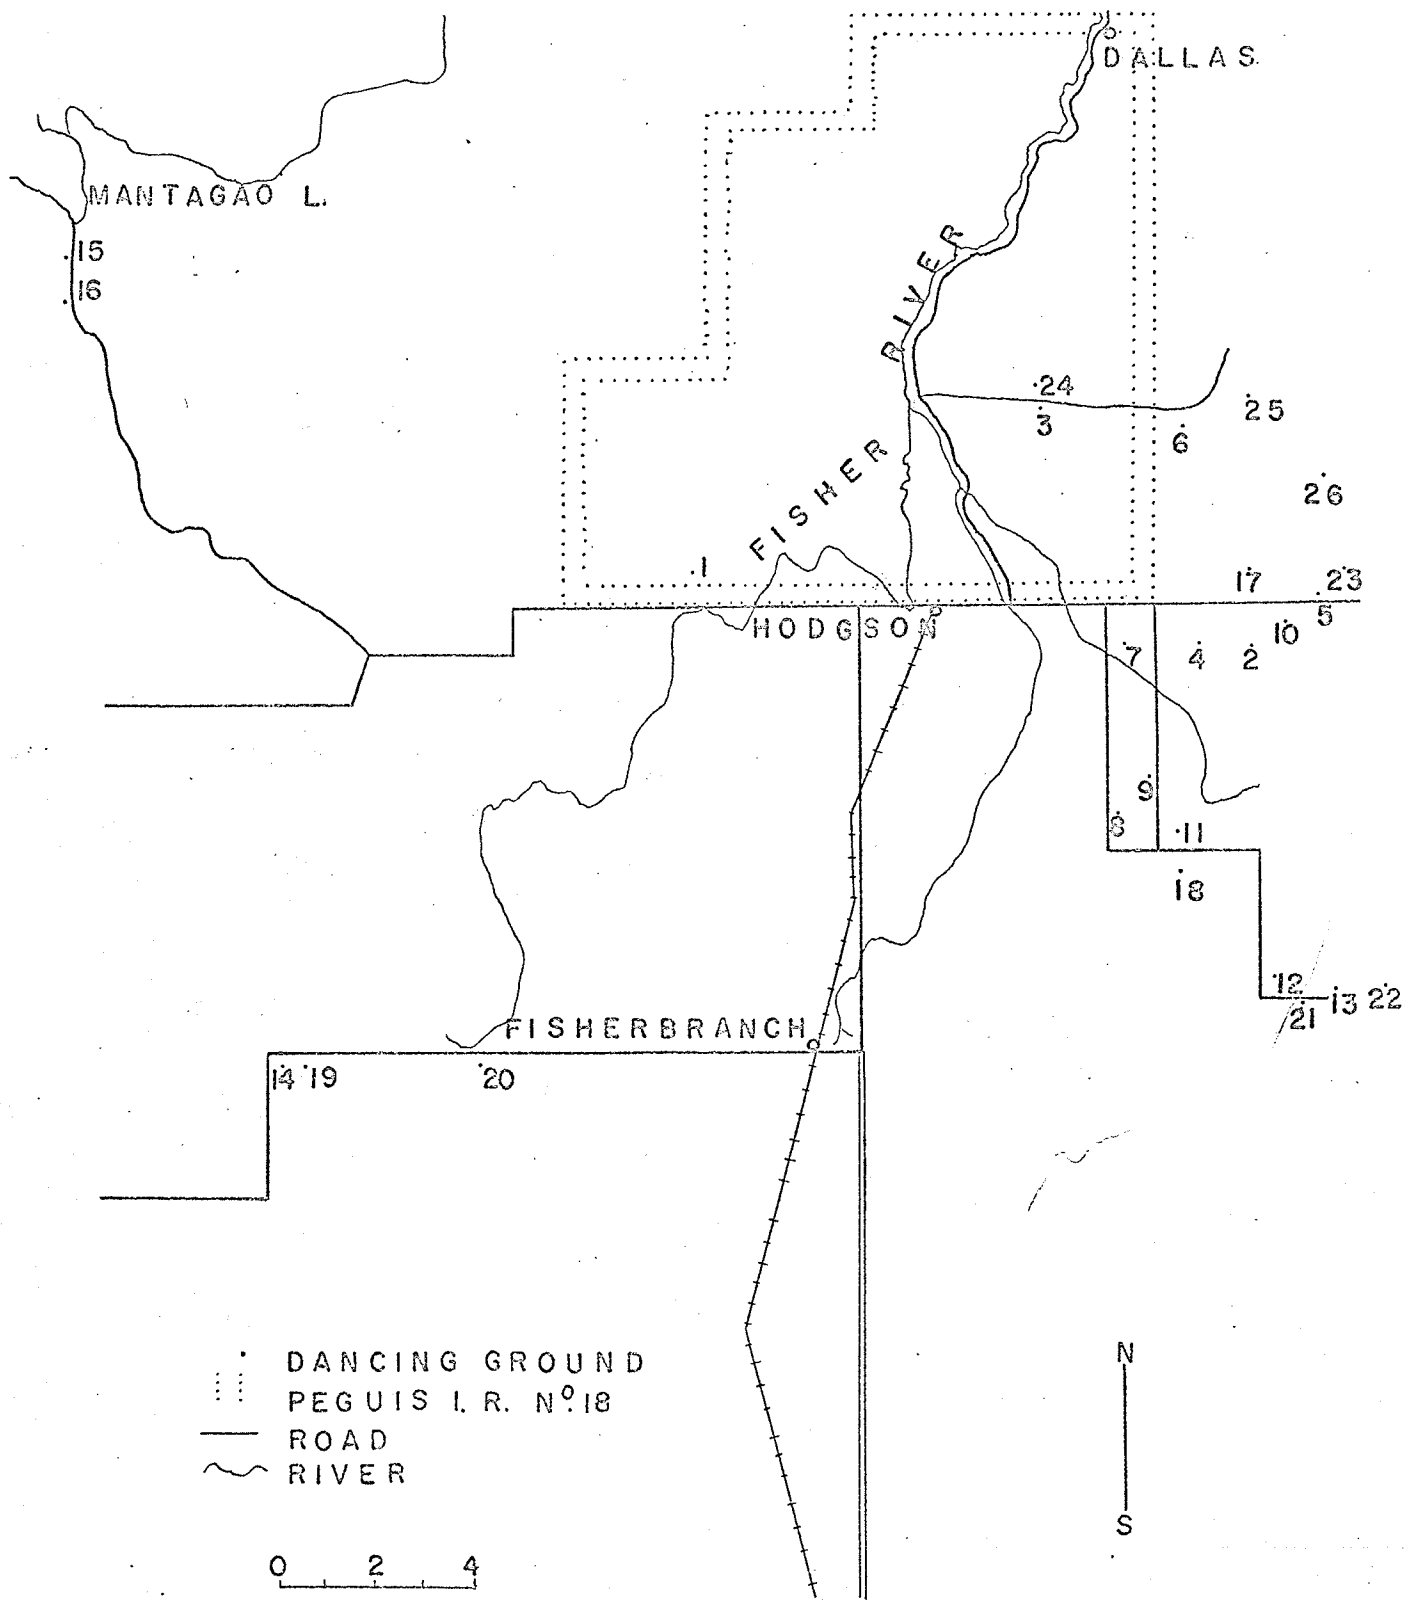 DALLAS
MANTAGAO L.
15
16
RIVER
24
3
25
6
FISHER
26
1
17
23
5
HODGSON
10
7
4
2
9
8
11
18
12
13
22
21
FISHERBRANCH
14
19
20
N
DANCING GROUND
PEGUIS I. R. Nº. 18
ROAD
RIVER
S
0 2 4